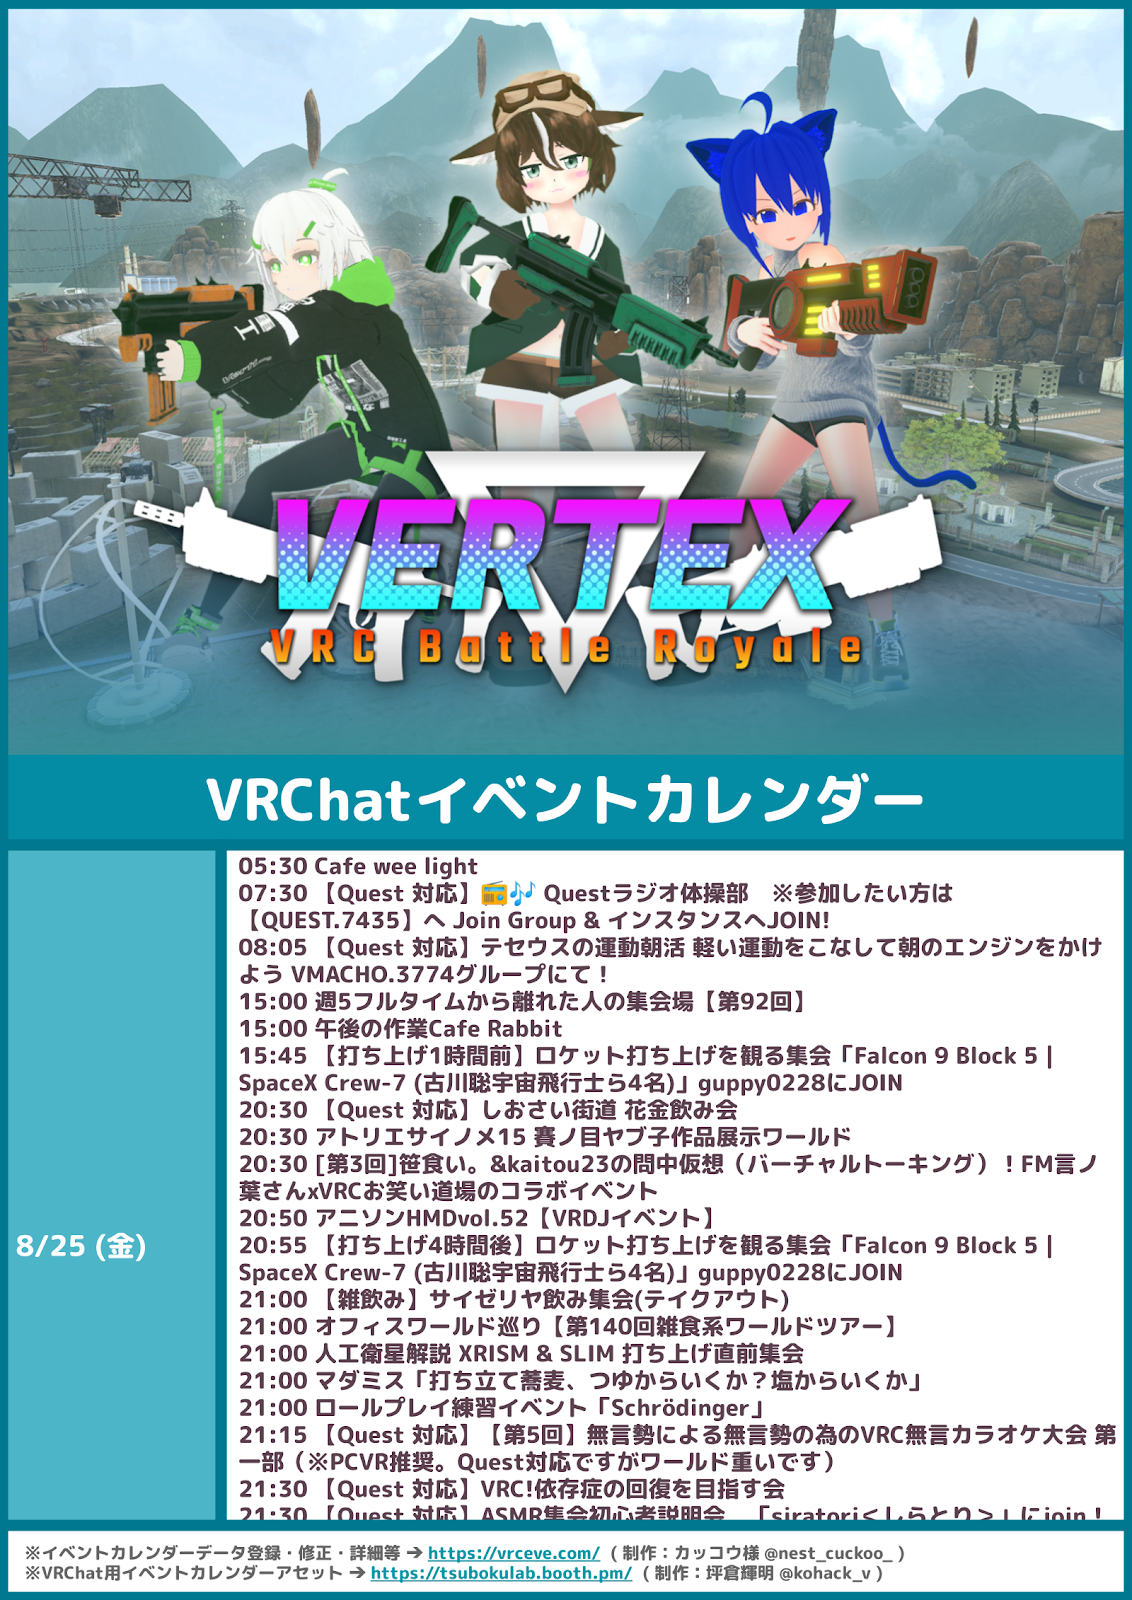 VERTEX
VRC Battle Royale
VRChatイベントカレンダー
8/25 (金)
05:30 Cafe wee light
07:30 【Quest 対応】📻🎶 Questラジオ体操部　※参加したい方は
【QUEST.7435】へ Join Group & インスタンスへJOIN!
08:05 【Quest 対応】テセウスの運動朝活 軽い運動をこなして朝のエンジンをかけ
よう VMACHO.3774グループにて！
15:00 週5フルタイムから離れた人の集会場【第92回】
15:00 午後の作業Cafe Rabbit
15:45 【打ち上げ1時間前】ロケット打ち上げを観る集会「Falcon 9 Block 5 |
SpaceX Crew-7 (古川聡宇宙飛行士ら4名)」guppy0228にJOIN
20:30 【Quest 対応】しおさい街道 花金飲み会
20:30 アトリエサイノメ15 賽ノ目ヤブ子作品展示ワールド
20:30 [第3回]笹食い。&kaitou23の問中仮想（バーチャルトーキング）！FM言ノ
葉さんxVRCお笑い道場のコラボイベント
20:50 アニソンHMDvol.52【VRDJイベント】
20:55 【打ち上げ4時間後】ロケット打ち上げを観る集会「Falcon 9 Block 5 |
SpaceX Crew-7 (古川聡宇宙飛行士ら4名)」guppy0228にJOIN
21:00 【雑飲み】サイゼリヤ飲み集会(テイクアウト)
21:00 オフィスワールド巡り【第140回雑食系ワールドツアー】
21:00 人工衛星解説 XRISM & SLIM 打ち上げ直前集会
21:00 マダミス「打ち立て蕎麦、つゆからいくか？塩からいくか」
21:00 ロールプレイ練習イベント「Schrödinger」
21:15 【Quest 対応】【第5回】無言勢による無言勢の為のVRC無言カラオケ大会 第
一部（※PCVR推奨。Quest対応ですがワールド重いです）
21:30 【Quest 対応】VRC!依存症の回復を目指す会
21:30 【Quest 対応】ASMR集会初心者説明会　「siratori＜しらとり＞」にjoin！
※イベントカレンダーデータ登録・修正・詳細等 ➔ https://vrceve.com/ （制作：カッコウ様 @nest_cuckoo_ ）
※VRChat用イベントカレンダーアセット ➔ https://tsubokulab.booth.pm/ （制作：坪倉輝明 @kohack_v ）